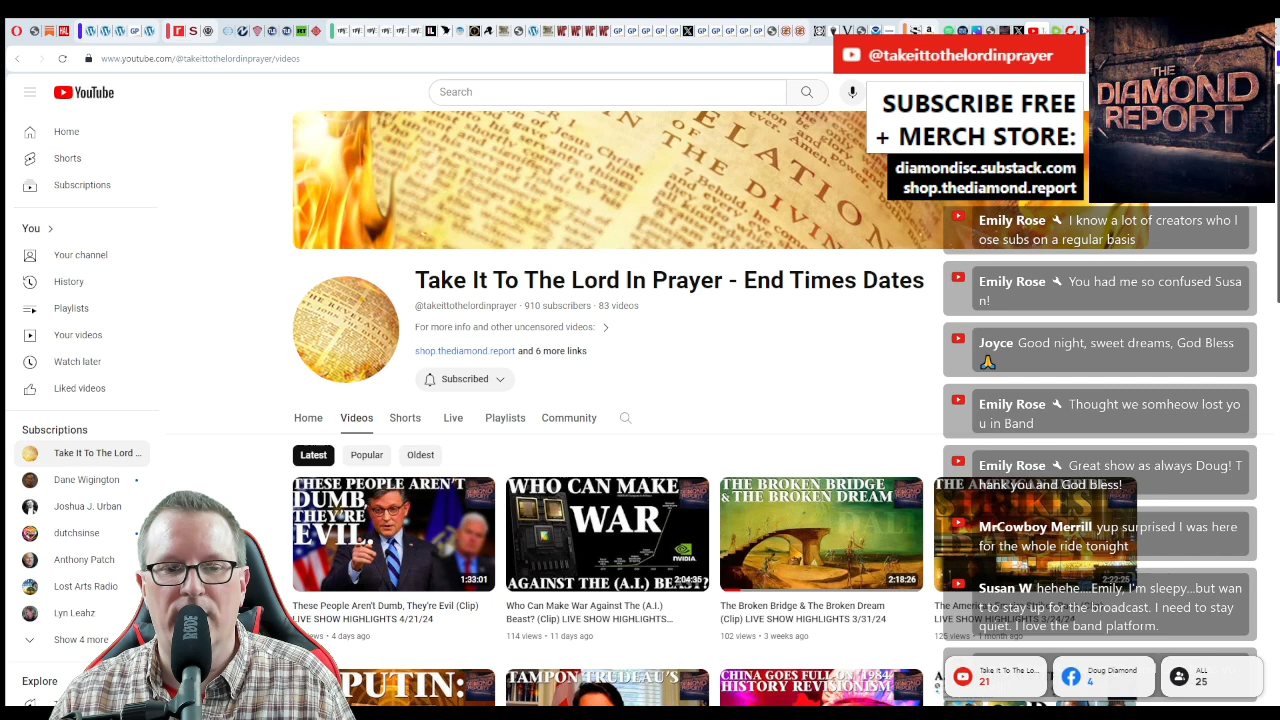 www.youtube.com/@takeittothelordinprayer/videos
@takeittothelordinprayer
YouTube
Search
SUBSCRIBE FREE
+ MERCH STORE:
diamondisc.substack.com
shop.thediamond.report
THE
DIAMOND
REPORT
Home
Shorts
Subscriptions
You
Your channel
History
Playlists
Your videos
Watch later
Liked videos
Subscriptions
Take It To The Lord ...
Dane Wigington
Joshua J. Urban
dutchsinse
Anthony Patch
Lost Arts Radio
Lyn Leahz
Show 4 more
Explore
Take It To The Lord In Prayer - End Times Dates
@takeittothelordinprayer · 910 subscribers · 83 videos
For more info and other uncensored videos:
shop.thediamond.report and 6 more links
Subscribed
Home Videos Shorts Live Playlists Community
Latest Popular Oldest
THESE PEOPLE AREN'T
DUMB,
THEY'RE
EVIL.
1:33:01
These People Aren't Dumb, They're Evil (Clip)
LIVE SHOW HIGHLIGHTS 4/21/24
views • 4 days ago
WHO CAN MAKE
WAR
NVIDIA
AGAINST THE (A.I.) BEAST?
2:04:35
Who Can Make War Against The (A.I.)
Beast? (Clip) LIVE SHOW HIGHLIGHTS...
114 views • 11 days ago
THE BROKEN BRIDGE
& THE BROKEN DREAM
2:18:26
The Broken Bridge & The Broken Dream
(Clip) LIVE SHOW HIGHLIGHTS 3/31/24
102 views • 3 weeks ago
2:22:25
125 views • 1 month ago
PUTIN:
TAMPON TRUDEAU'S
CHINA GOES FULL ON "1984"
HISTORY REVISIONISM
Emily Rose I know a lot of creators who l
ose subs on a regular basis
Emily Rose You had me so confused Susa
n!
Joyce Good night, sweet dreams, God Bless
🙏
Emily Rose Thought we somheow lost yo
u in Band
Emily Rose Great show as always Doug! T
hank you and God bless!
MrCowboy Merrill yup surprised I was here
for the whole ride tonight
Susan W hehehe....Emily, I'm sleepy...but wan
t to stay up for the broadcast. I need to stay
quiet. I love the band platform.
Take It To The Lo...
21
Doug Diamond
4
ALL
25